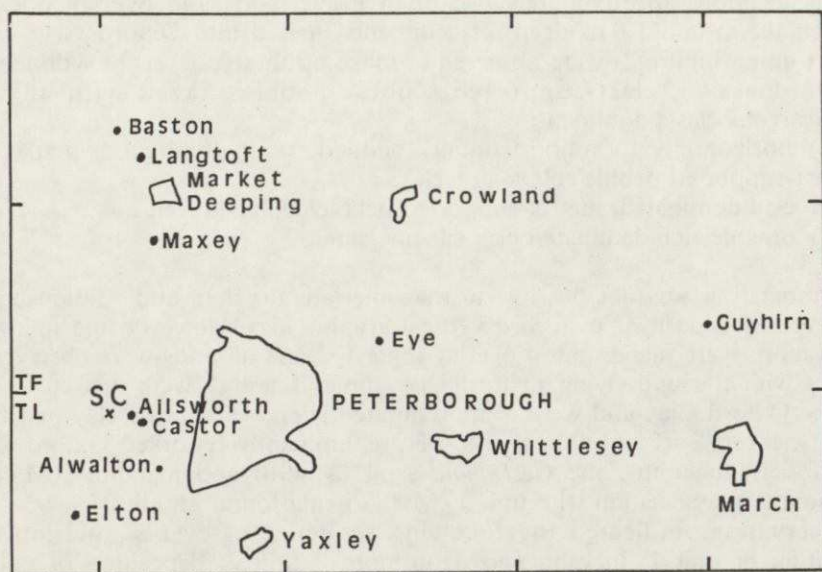 Baston
Langtoft
Market
Deeping
Crowland
Maxey
Guyhirn
Eye
TF
TL
SC
Ailsworth
Castor
PETERBOROUGH
Alwalton
Whittlesey
March
Elton
Yaxley